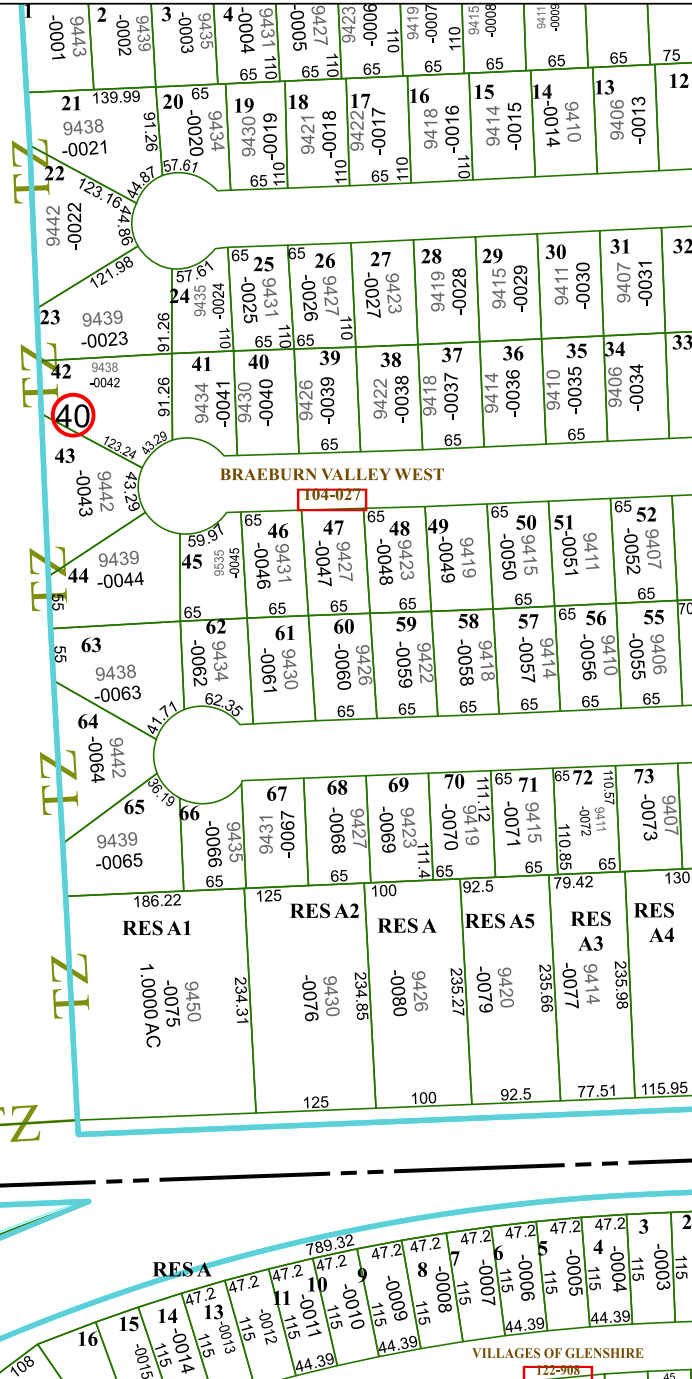 1 9443 -0001 2 9439 -0002 3 9435 -0003 4 9431 -0004 110 9427 -0005 110 9423 -0006 110 9419 -0007 110 9415 -0008 9411 -0009
65 65 65 65 65 65 75
21 139.99 20 65 19 18 17 16 15 14 13 12
9438 -0021 91.26 9434 -0020 9430 -0019 110 9421 -0018 110 9422 -0017 110 9418 -0016 110 9414 -0015 9410 -0014 9406 -0013
65 65
TZ
22 123.16 44.87 57.61
9442 -0022 44.86
121.98
57.61 65 25 65 26 27 28 29 30 31 32
23 9439 -0023 91.26
24 9435 -0024 110 9431 -0025 110 9427 -0026 110 9423 -0027 9419 -0028 9415 -0029 9411 -0030 9407 -0031
65 65
TZ
42 9438 -0042 91.26
41 40 39 38 37 36 35 34 33
9434 -0041 9430 -0040 9426 -0039 9422 -0038 9418 -0037 9414 -0036 9410 -0035 9406 -0034
65 65 65
40
123.24 43.29
43 9442 -0043 43.29
BRAEBURN VALLEY WEST
104-027
59.97 65 46 47 65 48 49 65 50 51 65 52
TZ
44 9439 -0044 55
45 9535 -0045 9431 -0046 9427 -0047 9423 -0048 9419 -0049 9415 -0050 9411 -0051 9407 -0052
65 65 65 65 65 65
63 55 62 61 60 59 58 57 65 56 55 70
9438 -0063 9434 -0062 9430 -0061 9426 -0060 9422 -0059 9418 -0058 9414 -0057 9410 -0056 9406 -0055
41.71 62.35 65 65 65 65 65 65
64 9442 -0064
TZ
36.19
65 66 67 68 69 70 111.12 65 71 65 72 110.57 73
9439 -0065 9435 -0066 9431 -0067 9427 -0068 9423 -0069 111.4 9419 -0070 9415 -0071 110.85 9411 -0072 9407 -0073
65 65 65 65
186.22 125 100 92.5 79.42 130
RES A1 RES A2 RES A RES A5 RES A3 RES A4
TZ
9450 -0075 1.0000 AC 234.31 9430 -0076 234.85 9426 -0080 235.27 9420 -0079 235.66 9414 -0077 235.98
125 100 92.5 77.51 115.95
TZ
789.32
RES A
47.2 47.2 47.2 47.2 47.2 47.2 47.2 47.2
16 15 14 13 11 10 9 8 7 6 5 4 3 2
-0015 -0014 -0013 -0012 -0011 -0010 -0009 -0008 -0007 -0006 -0005 -0004 -0003
115 115 115 115 115 115 115 115 115 115
108 44.39 44.39 44.39 44.39
VILLAGES OF GLENSHIRE
122-908
45